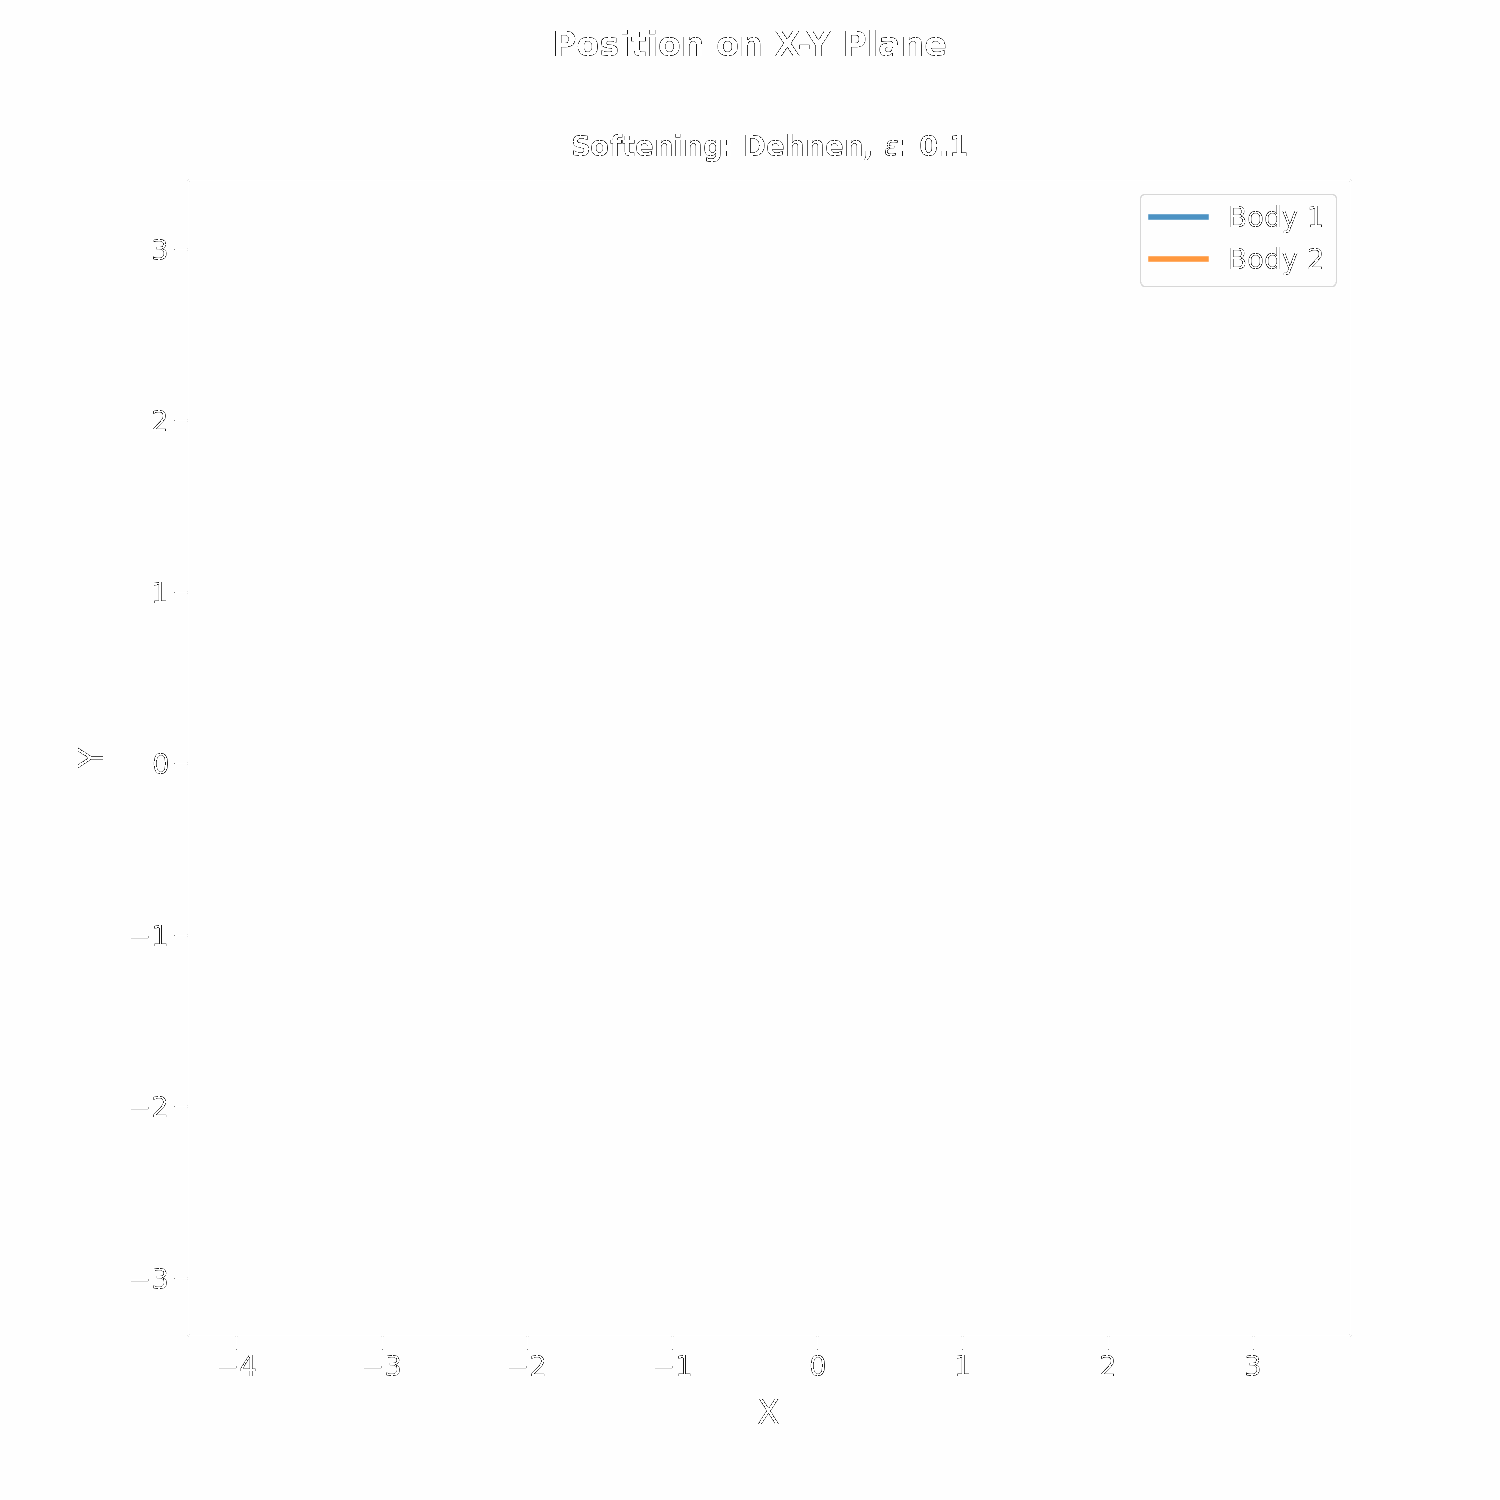 Position on X-Y Plane
Softening: Dehnen, ε: 0.1
Body 1
Body 2
3
2
1
0
−1
−2
−3
Y
−4 −3 −2 −1 0 1 2 3
X